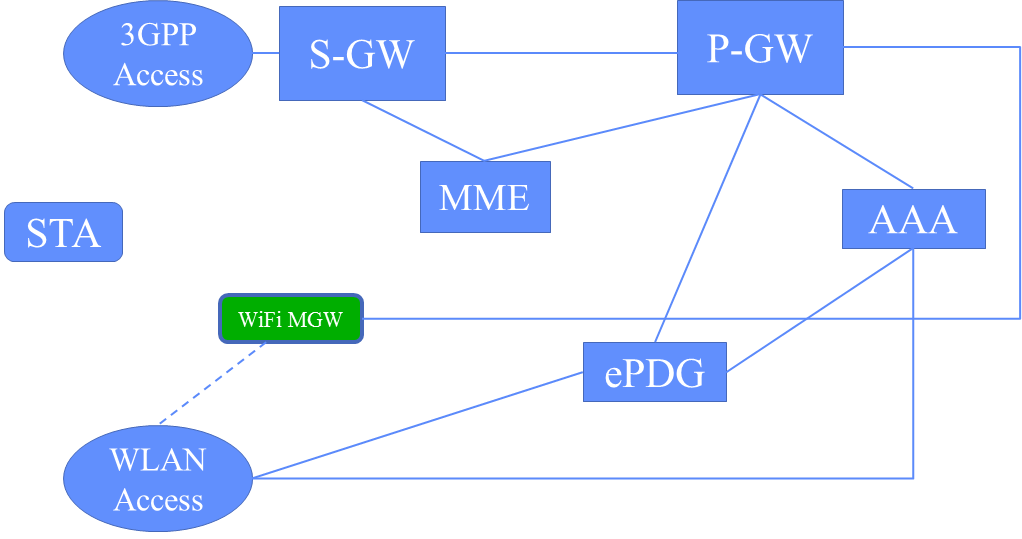 3GPP
Access
S-GW
P-GW
MME
STA
AAA
WiFi MGW
ePDG
WLAN
Access